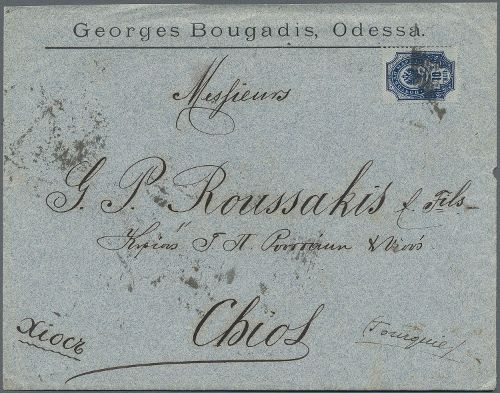 Georges Bougadis, Odessa.
Messieurs
G. P. Roussakis & Fils
Γ Π
Chios
Хіосъ
(Turquie)